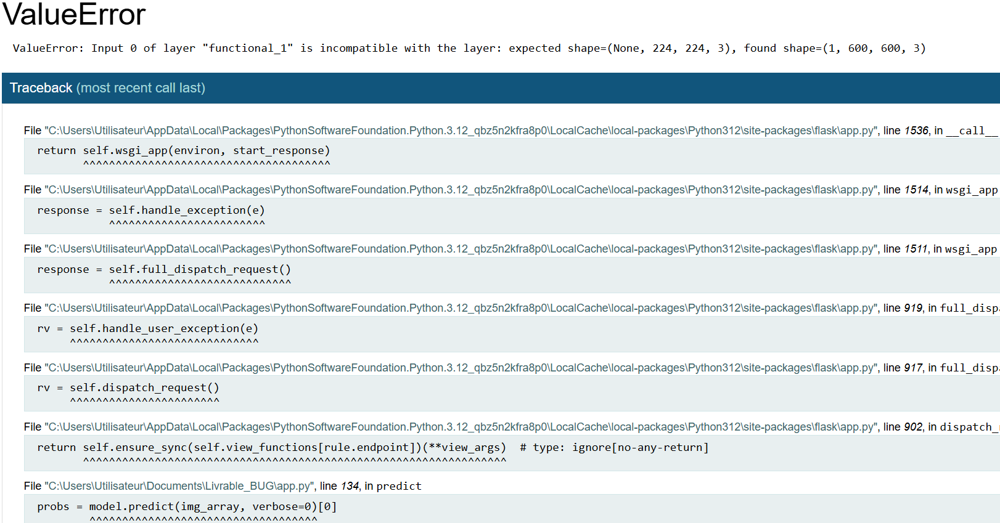 ValueError
ValueError: Input 0 of layer "functional_1" is incompatible with the layer: expected shape=(None, 224, 224, 3), found shape=(1, 600, 600, 3)
Traceback (most recent call last)
File "C:\Users\Utilisateur\AppData\Local\Packages\PythonSoftwareFoundation.Python.3.12_qbz5n2kfra8p0\LocalCache\local-packages\Python312\site-packages\flask\app.py", line 1536, in __call__
return self.wsgi_app(environ, start_response)
^^^^^^^^^^^^^^^^^^^^^^^^^^^^^^^^^^^^^^
File "C:\Users\Utilisateur\AppData\Local\Packages\PythonSoftwareFoundation.Python.3.12_qbz5n2kfra8p0\LocalCache\local-packages\Python312\site-packages\flask\app.py", line 1514, in wsgi_app
response = self.handle_exception(e)
^^^^^^^^^^^^^^^^^^^^^^^^
File "C:\Users\Utilisateur\AppData\Local\Packages\PythonSoftwareFoundation.Python.3.12_qbz5n2kfra8p0\LocalCache\local-packages\Python312\site-packages\flask\app.py", line 1511, in wsgi_app
response = self.full_dispatch_request()
^^^^^^^^^^^^^^^^^^^^^^^^^^^^
File "C:\Users\Utilisateur\AppData\Local\Packages\PythonSoftwareFoundation.Python.3.12_qbz5n2kfra8p0\LocalCache\local-packages\Python312\site-packages\flask\app.py", line 919, in full_disp
rv = self.handle_user_exception(e)
^^^^^^^^^^^^^^^^^^^^^^^^^^^^^
File "C:\Users\Utilisateur\AppData\Local\Packages\PythonSoftwareFoundation.Python.3.12_qbz5n2kfra8p0\LocalCache\local-packages\Python312\site-packages\flask\app.py", line 917, in full_disp
rv = self.dispatch_request()
^^^^^^^^^^^^^^^^^^^^^^^
File "C:\Users\Utilisateur\AppData\Local\Packages\PythonSoftwareFoundation.Python.3.12_qbz5n2kfra8p0\LocalCache\local-packages\Python312\site-packages\flask\app.py", line 902, in dispatch_
return self.ensure_sync(self.view_functions[rule.endpoint])(**view_args)  # type: ignore[no-any-return]
^^^^^^^^^^^^^^^^^^^^^^^^^^^^^^^^^^^^^^^^^^^^^^^^^^^^^^^^^^^^^^^^^
File "C:\Users\Utilisateur\Documents\Livrable_BUG\app.py", line 134, in predict
probs = model.predict(img_array, verbose=0)[0]
^^^^^^^^^^^^^^^^^^^^^^^^^^^^^^^^^^^